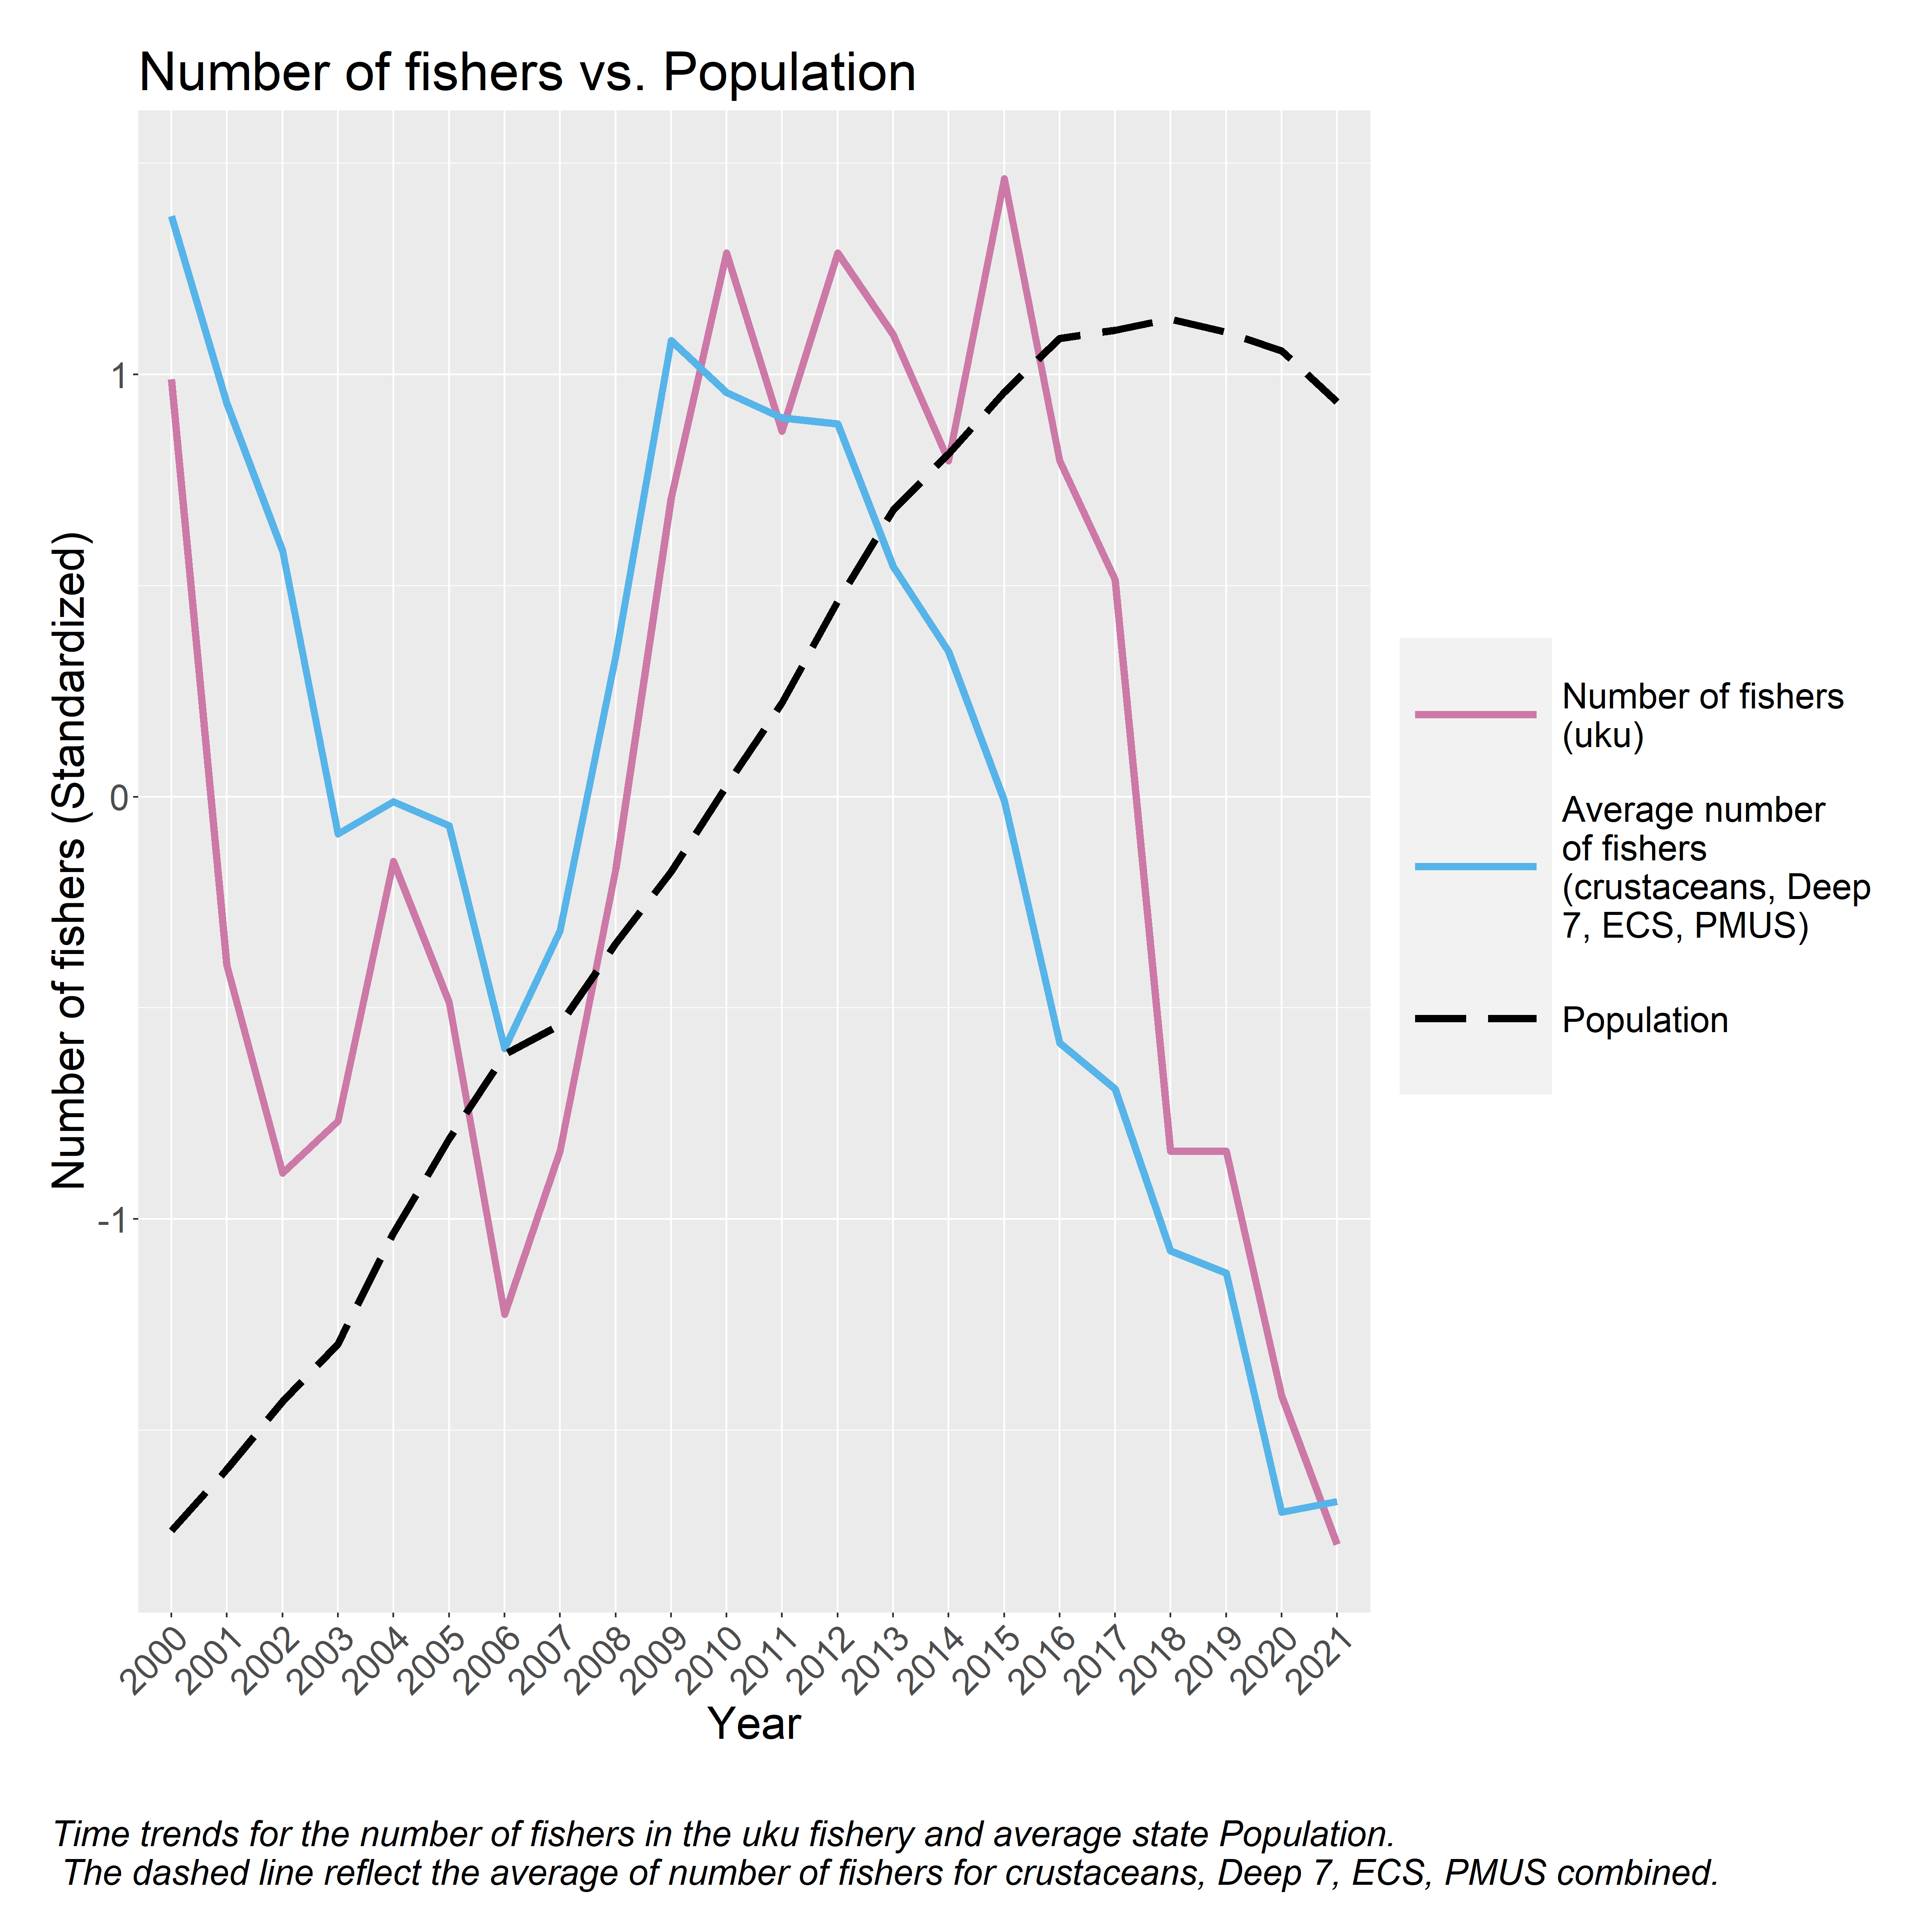 Number of fishers vs. Population
Number of fishers (Standardized)
1
0
-1
2000
2001
2002
2003
2004
2005
2006
2007
2008
2009
2010
2011
2012
2013
2014
2015
2016
2017
2018
2019
2020
2021
Year
Number of fishers
(uku)
Average number
of fishers
(crustaceans, Deep
7, ECS, PMUS)
Population
Time trends for the number of fishers in the uku fishery and average state Population.
The dashed line reflect the average of number of fishers for crustaceans, Deep 7, ECS, PMUS combined.